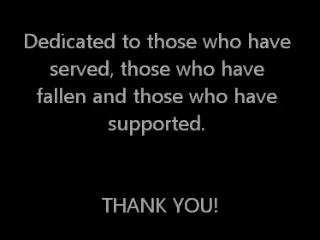 Dedicated to those who have
served, those who have
fallen and those who have
supported.
THANK YOU!